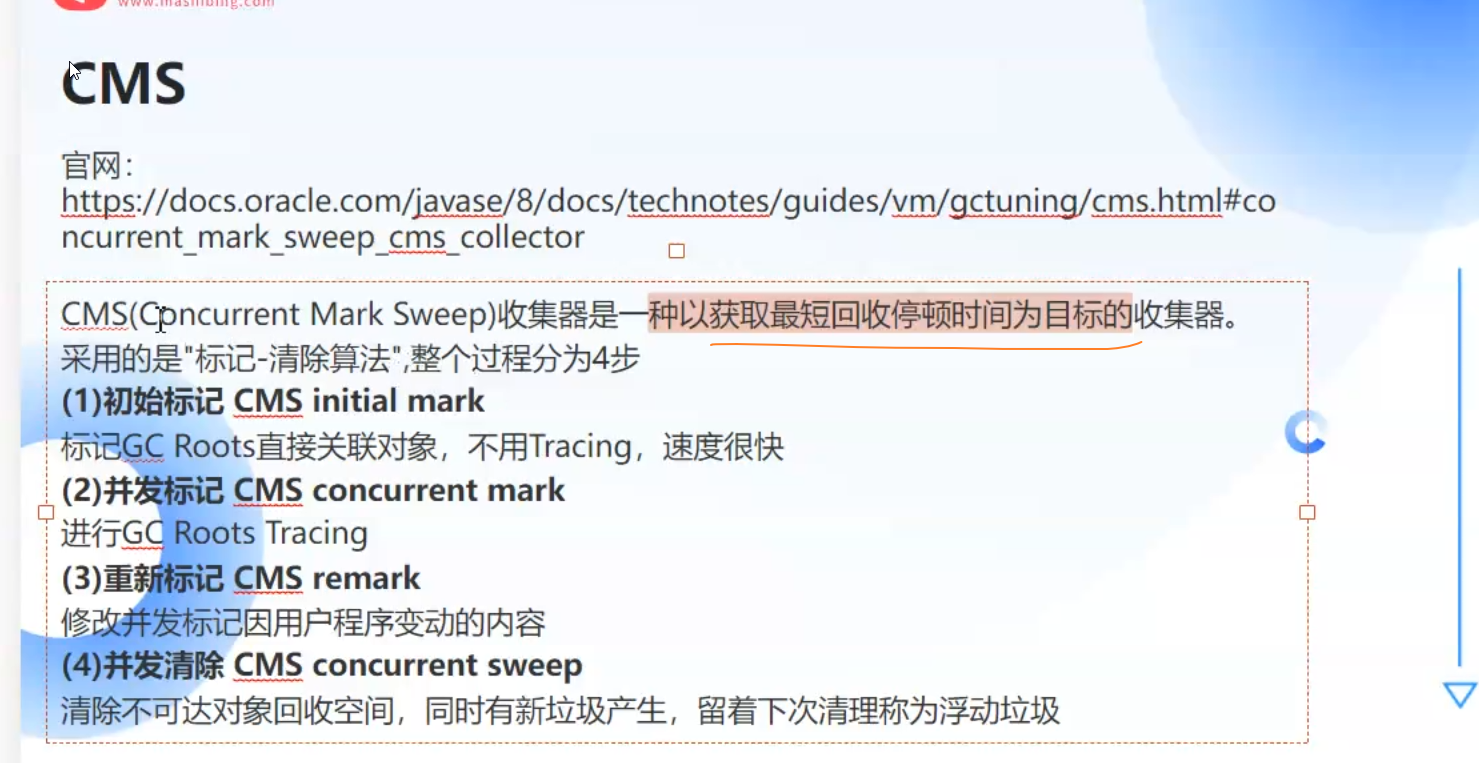 www.mashibing.com
CMS
官网：
https://docs.oracle.com/javase/8/docs/technotes/guides/vm/gctuning/cms.html#co
ncurrent_mark_sweep_cms_collector
CMS(Concurrent Mark Sweep)收集器是一种以获取最短回收停顿时间为目标的收集器。
采用的是"标记-清除算法",整个过程分为4步
(1)初始标记 CMS initial mark
标记GC Roots直接关联对象，不用Tracing，速度很快
(2)并发标记 CMS concurrent mark
进行GC Roots Tracing
(3)重新标记 CMS remark
修改并发标记因用户程序变动的内容
(4)并发清除 CMS concurrent sweep
清除不可达对象回收空间，同时有新垃圾产生，留着下次清理称为浮动垃圾